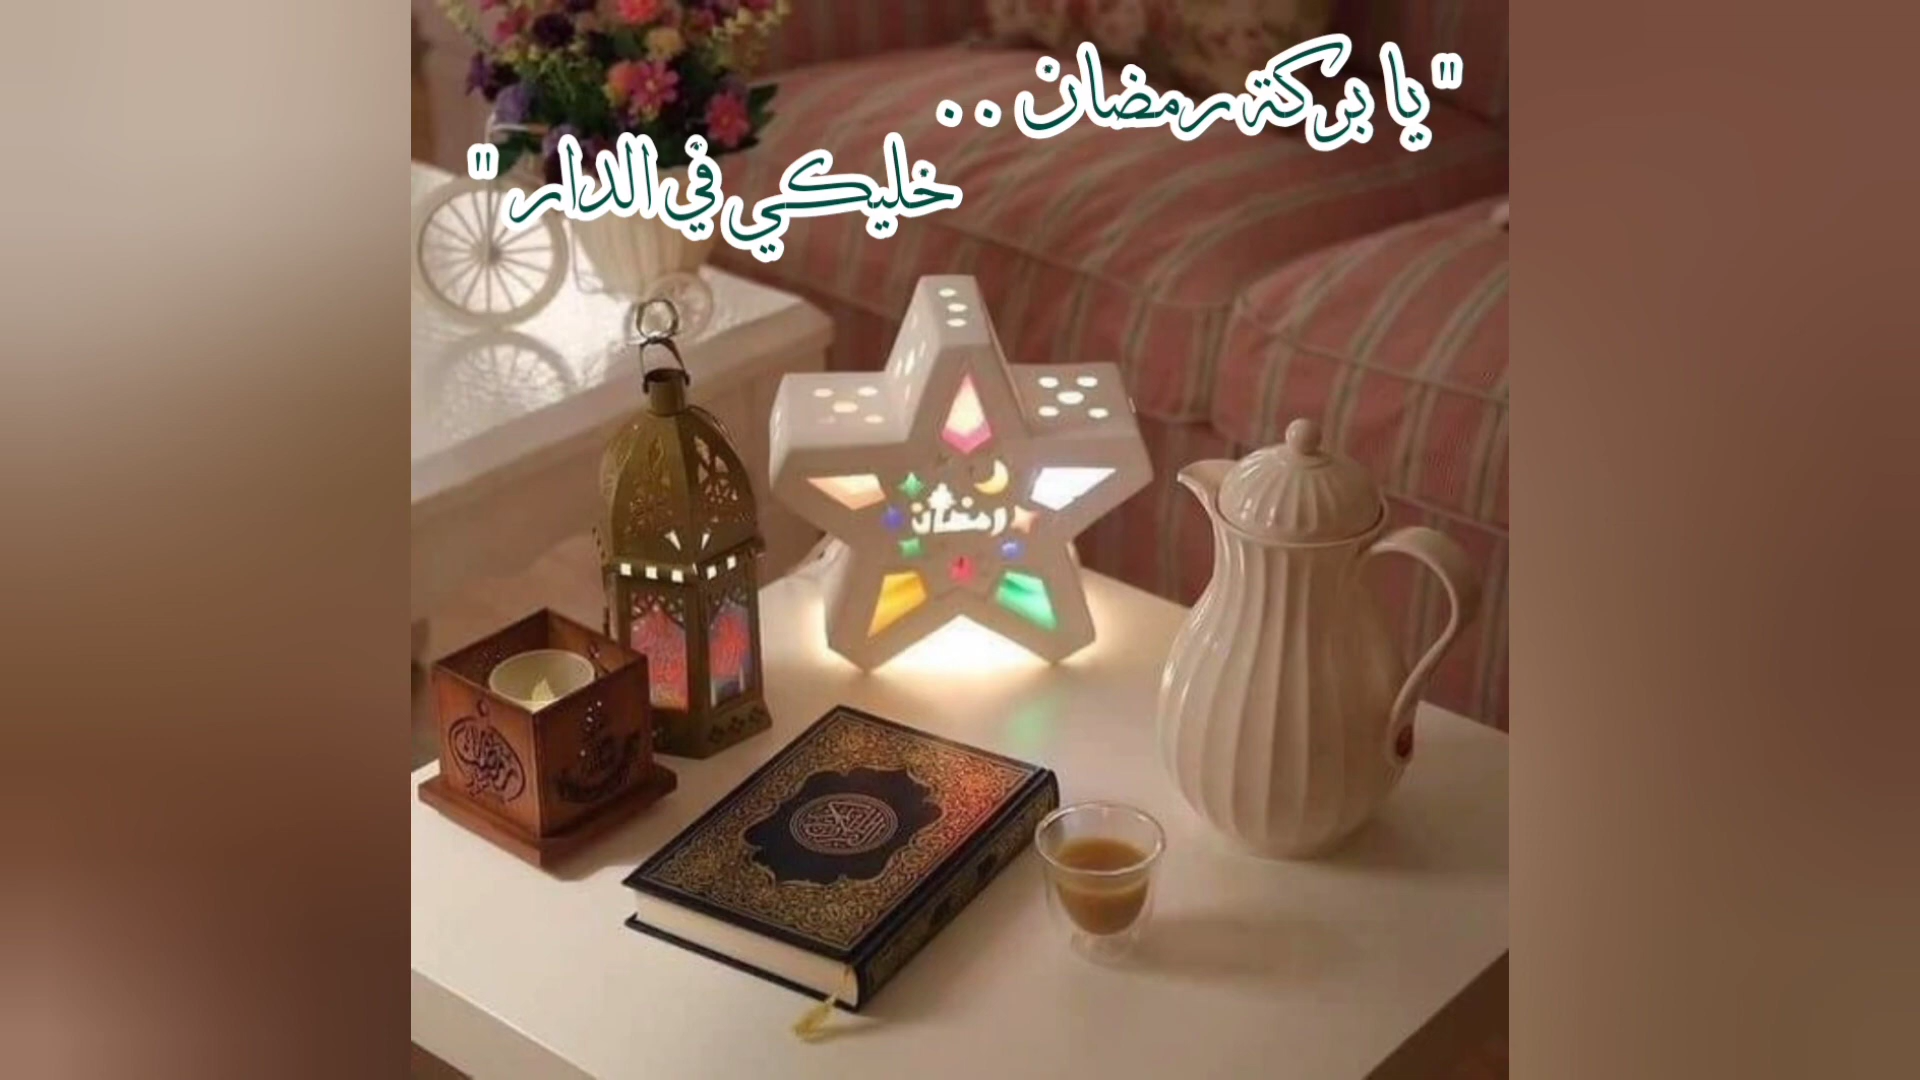 "يا بركة رمضان ..
خليكي في الدار"
رمضان